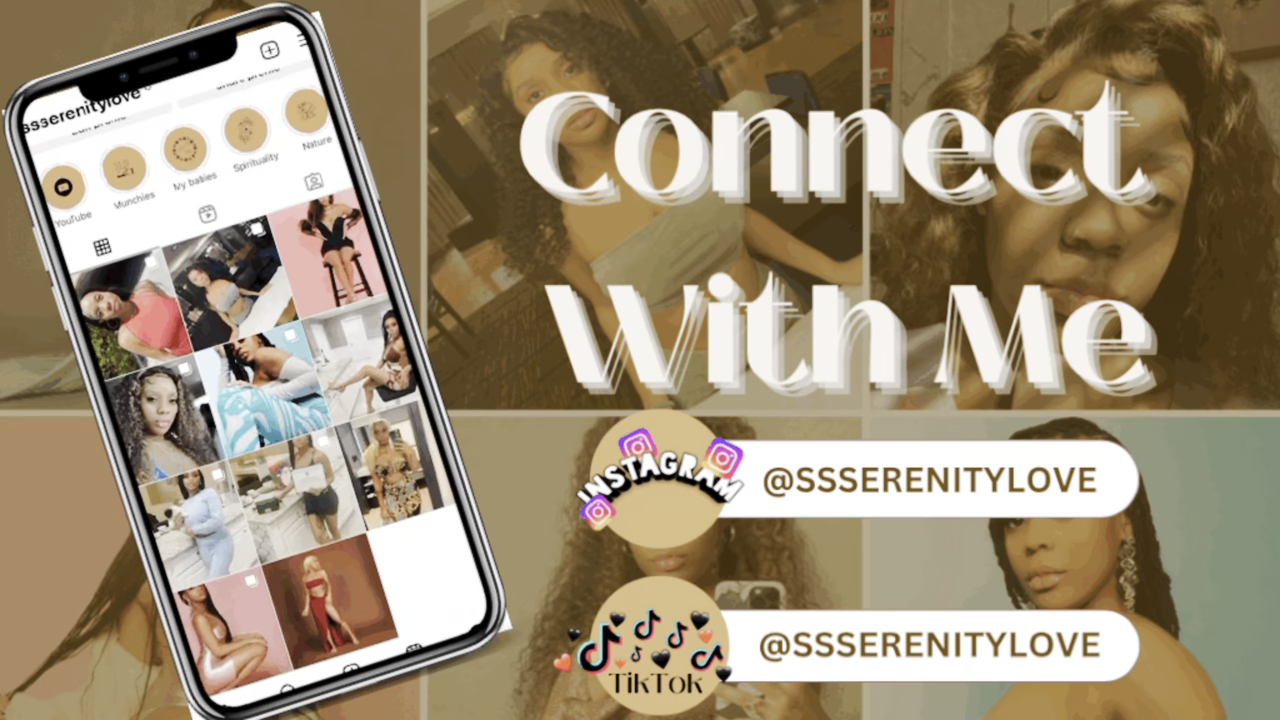 ssserenitylove
YouTube
Munchies
My babies
Spirituality
Nature
Connect
With Me
INSTAGRAM
@SSSERENITYLOVE
TikTok
@SSSERENITYLOVE